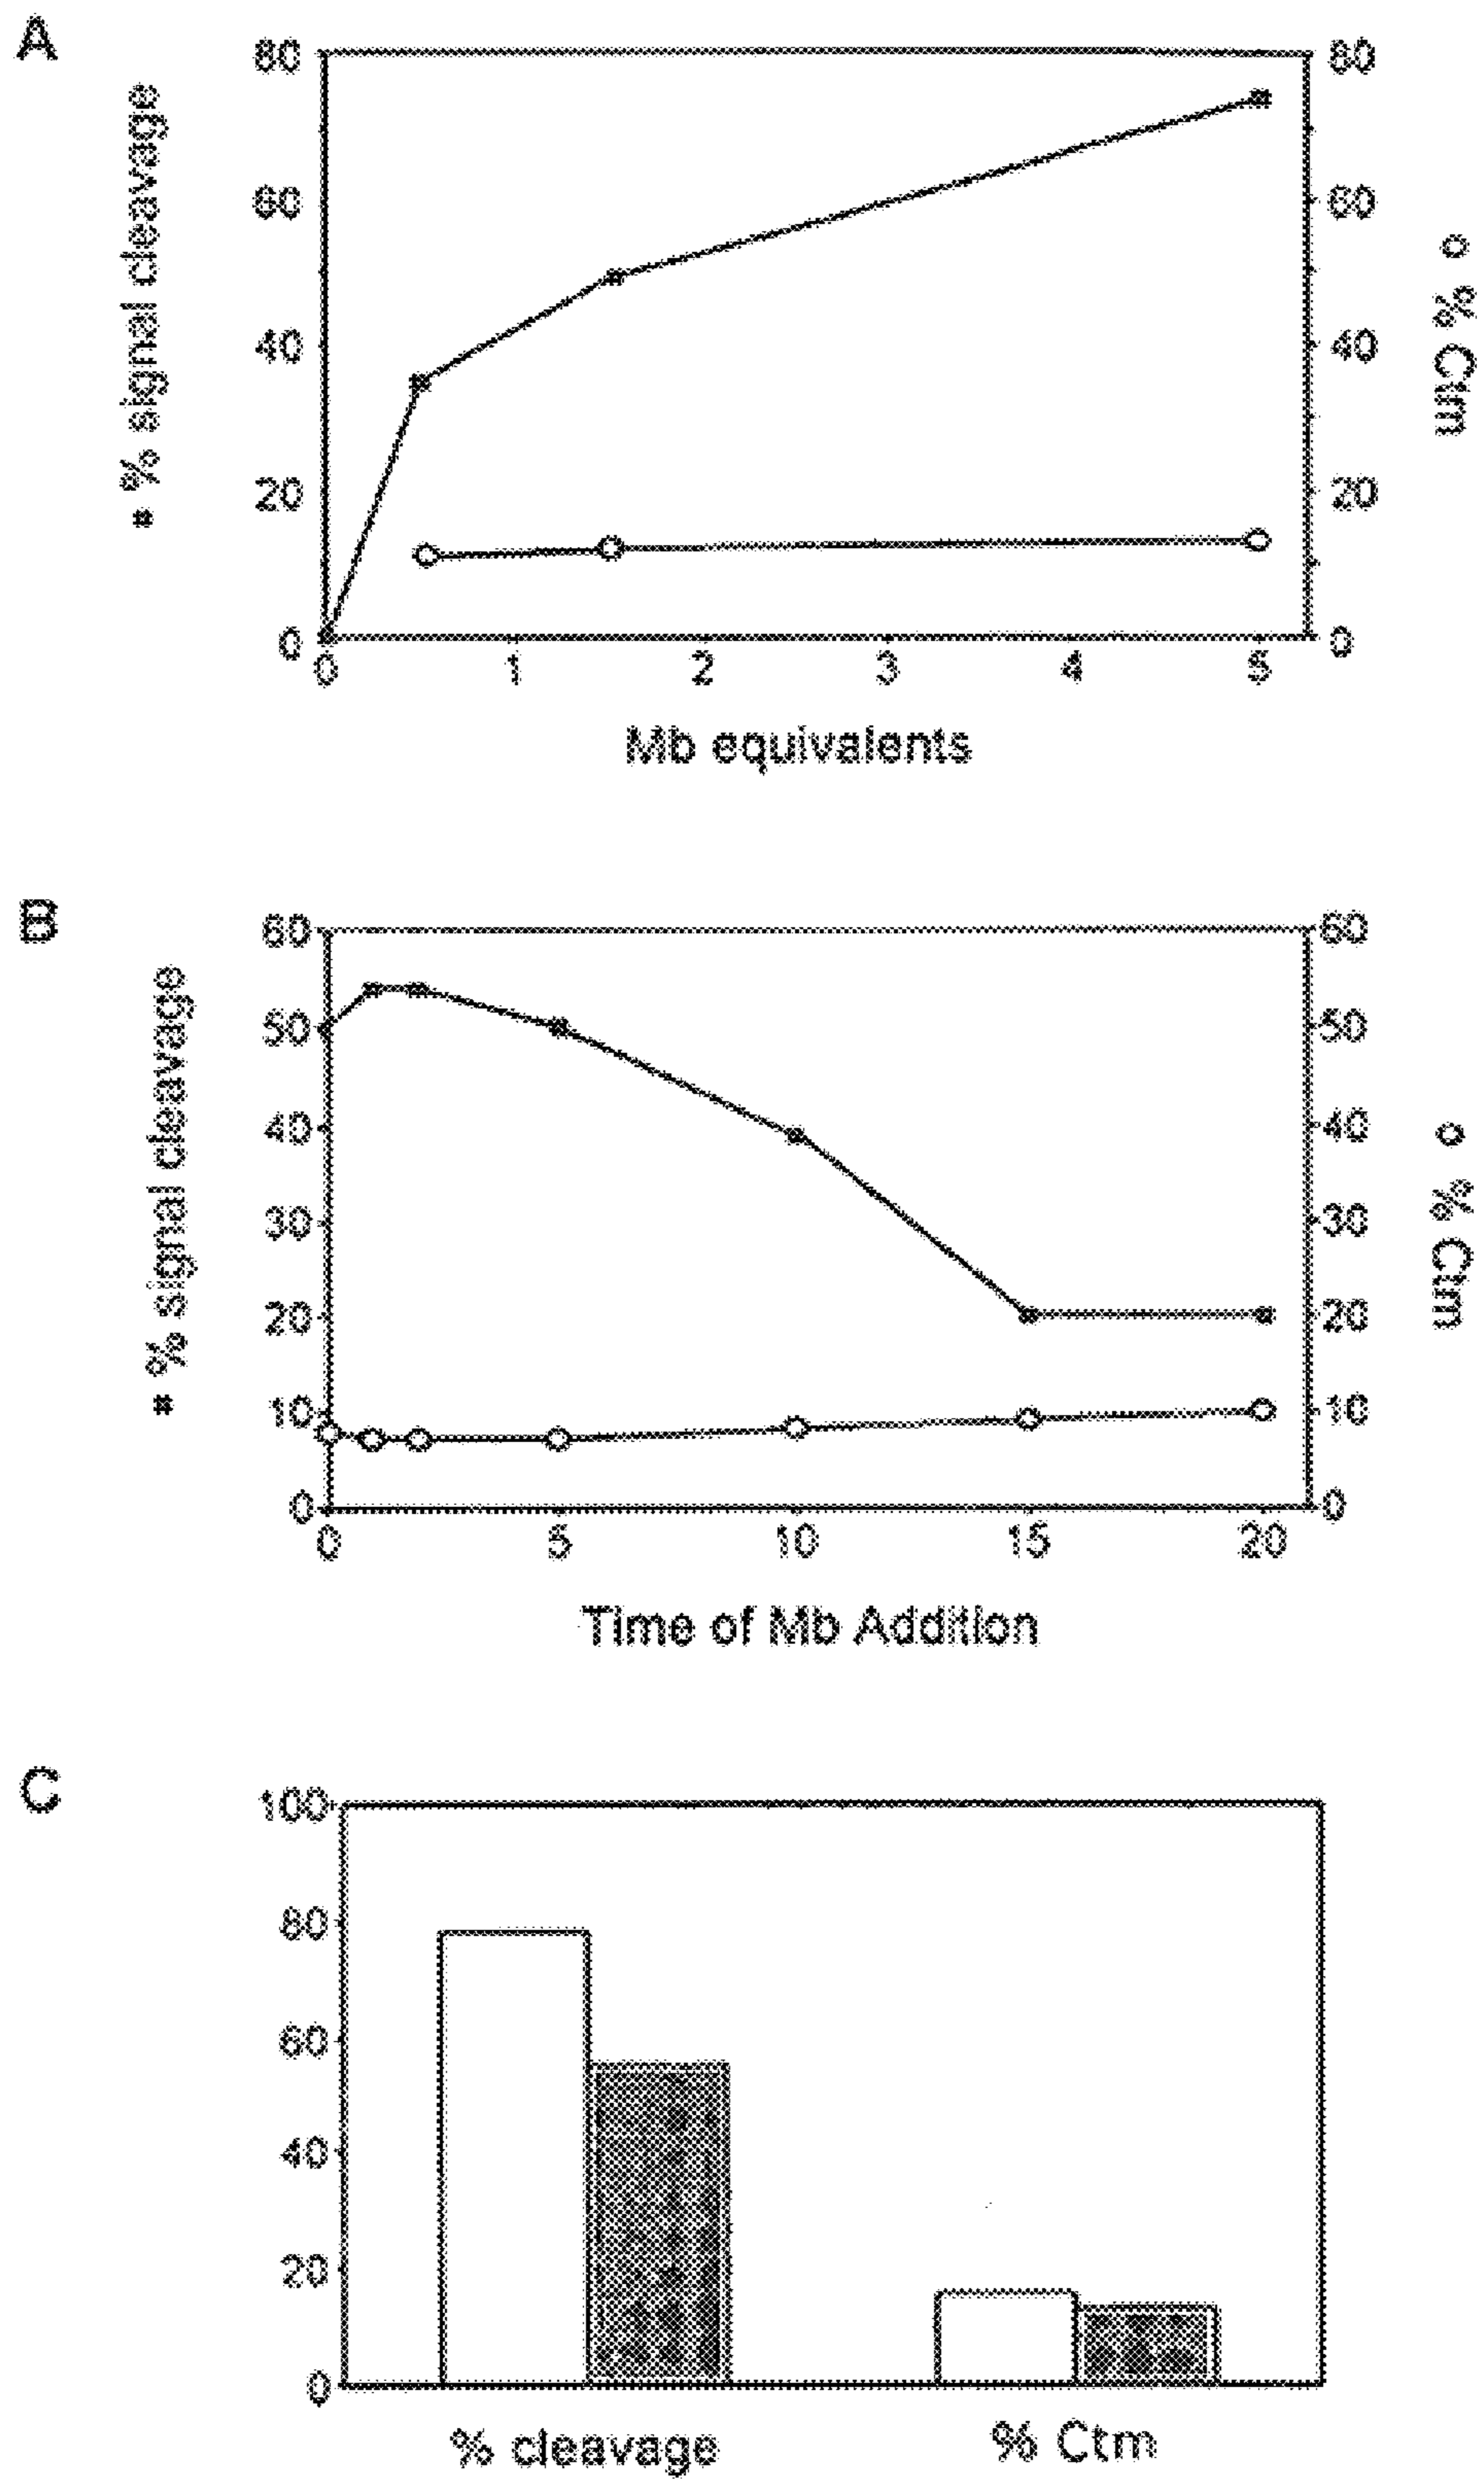 A
80 80
■ % signal cleavage
60 60
40 40
20 20
0 0
○ % Ctm
0 1 2 3 4 5
Mb equivalents
B
60 60
■ % signal cleavage
50 50
40 40
30 30
20 20
10 10
0 0
○ % Ctm
0 5 10 15 20
Time of Mb Addition
C
100
80
60
40
20
0
% cleavage % Ctm